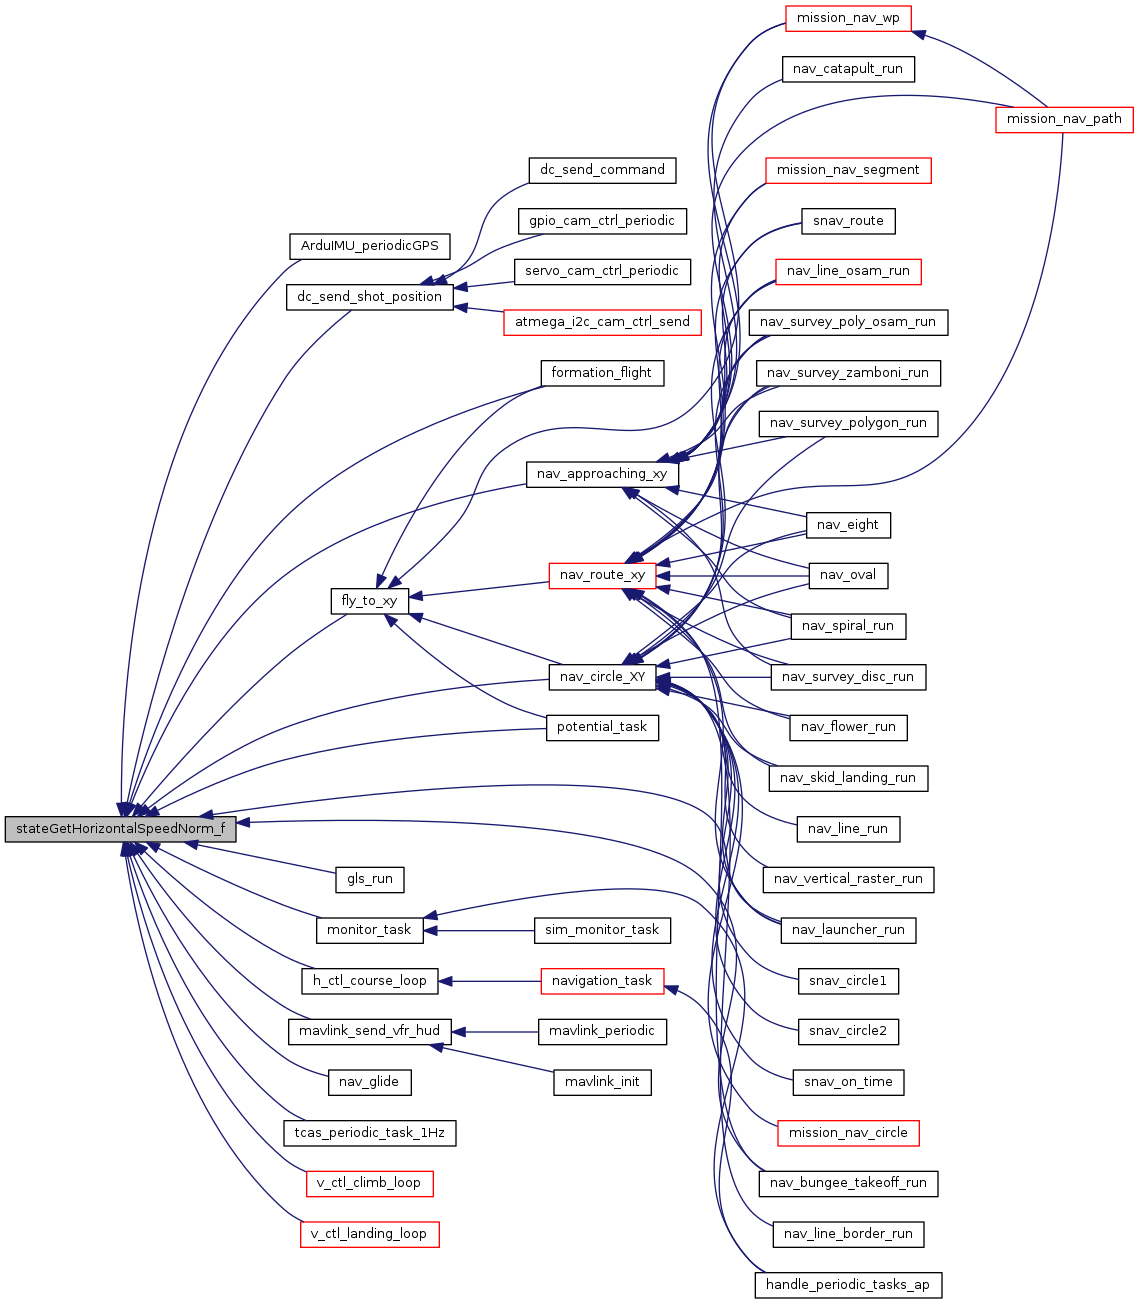 mission_nav_wp
nav_catapult_run
mission_nav_path
dc_send_command
mission_nav_segment
gpio_cam_ctrl_periodic
snav_route
ArduIMU_periodicGPS
servo_cam_ctrl_periodic
nav_line_osam_run
dc_send_shot_position
atmega_i2c_cam_ctrl_send
nav_survey_poly_osam_run
formation_flight
nav_survey_zamboni_run
nav_survey_polygon_run
nav_approaching_xy
nav_eight
nav_route_xy
nav_oval
fly_to_xy
nav_spiral_run
nav_circle_XY
nav_survey_disc_run
potential_task
nav_flower_run
nav_skid_landing_run
stateGetHorizontalSpeedNorm_f
nav_line_run
gls_run
nav_vertical_raster_run
monitor_task
sim_monitor_task
nav_launcher_run
h_ctl_course_loop
navigation_task
snav_circle1
mavlink_send_vfr_hud
mavlink_periodic
snav_circle2
nav_glide
mavlink_init
snav_on_time
tcas_periodic_task_1Hz
mission_nav_circle
v_ctl_climb_loop
nav_bungee_takeoff_run
v_ctl_landing_loop
nav_line_border_run
handle_periodic_tasks_ap